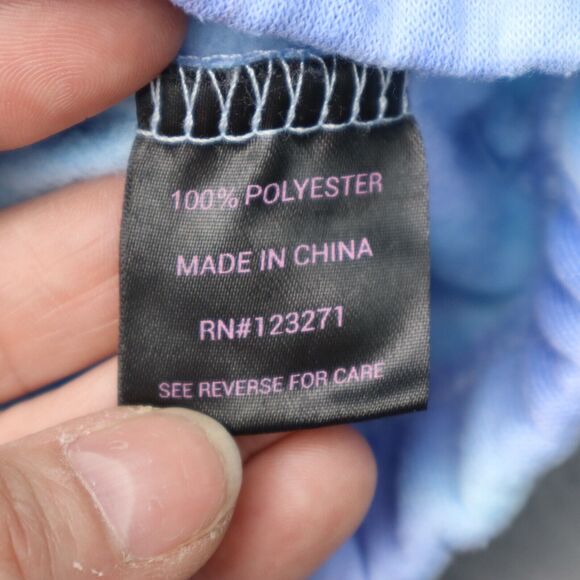 100% POLYESTER
MADE IN CHINA
RN#123271
SEE REVERSE FOR CARE